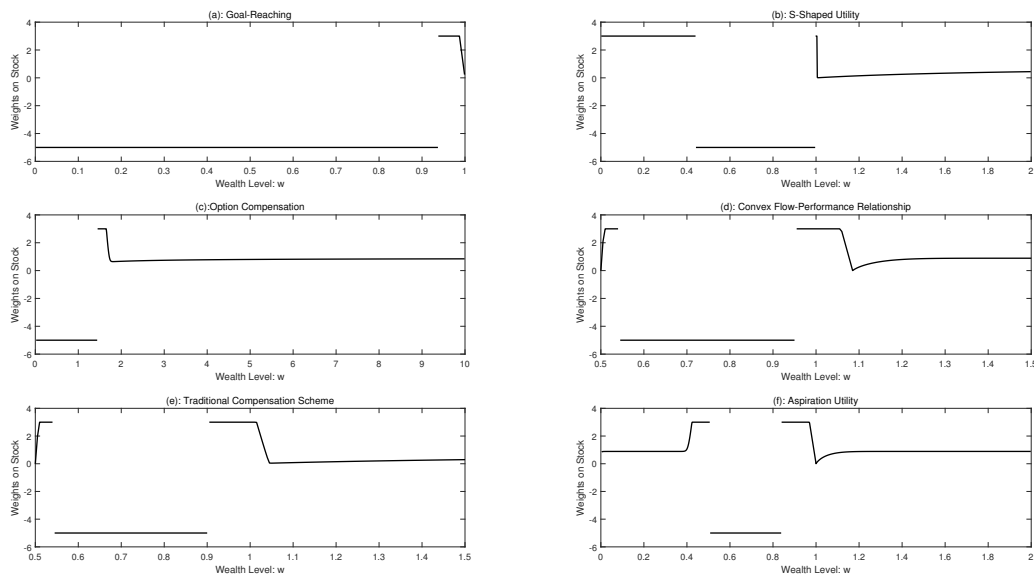 (a): Goal-Reaching
4
2
0
-2
-4
-6
Weights on Stock
0 0.1 0.2 0.3 0.4 0.5 0.6 0.7 0.8 0.9 1
Wealth Level: w
(b): S-Shaped Utility
4
2
0
-2
-4
-6
Weights on Stock
0 0.2 0.4 0.6 0.8 1 1.2 1.4 1.6 1.8 2
Wealth Level: w
(c):Option Compensation
4
2
0
-2
-4
-6
Weights on Stock
0 1 2 3 4 5 6 7 8 9 10
Wealth Level: w
(d): Convex Flow-Performance Relationship
4
2
0
-2
-4
-6
Weights on Stock
0.5 0.6 0.7 0.8 0.9 1 1.1 1.2 1.3 1.4 1.5
Wealth Level: w
(e): Traditional Compensation Scheme
4
2
0
-2
-4
-6
Weights on Stock
0.5 0.6 0.7 0.8 0.9 1 1.1 1.2 1.3 1.4 1.5
Wealth Level: w
(f): Aspiration Utility
4
2
0
-2
-4
-6
Weights on Stock
0 0.2 0.4 0.6 0.8 1 1.2 1.4 1.6 1.8 2
Wealth Level: w